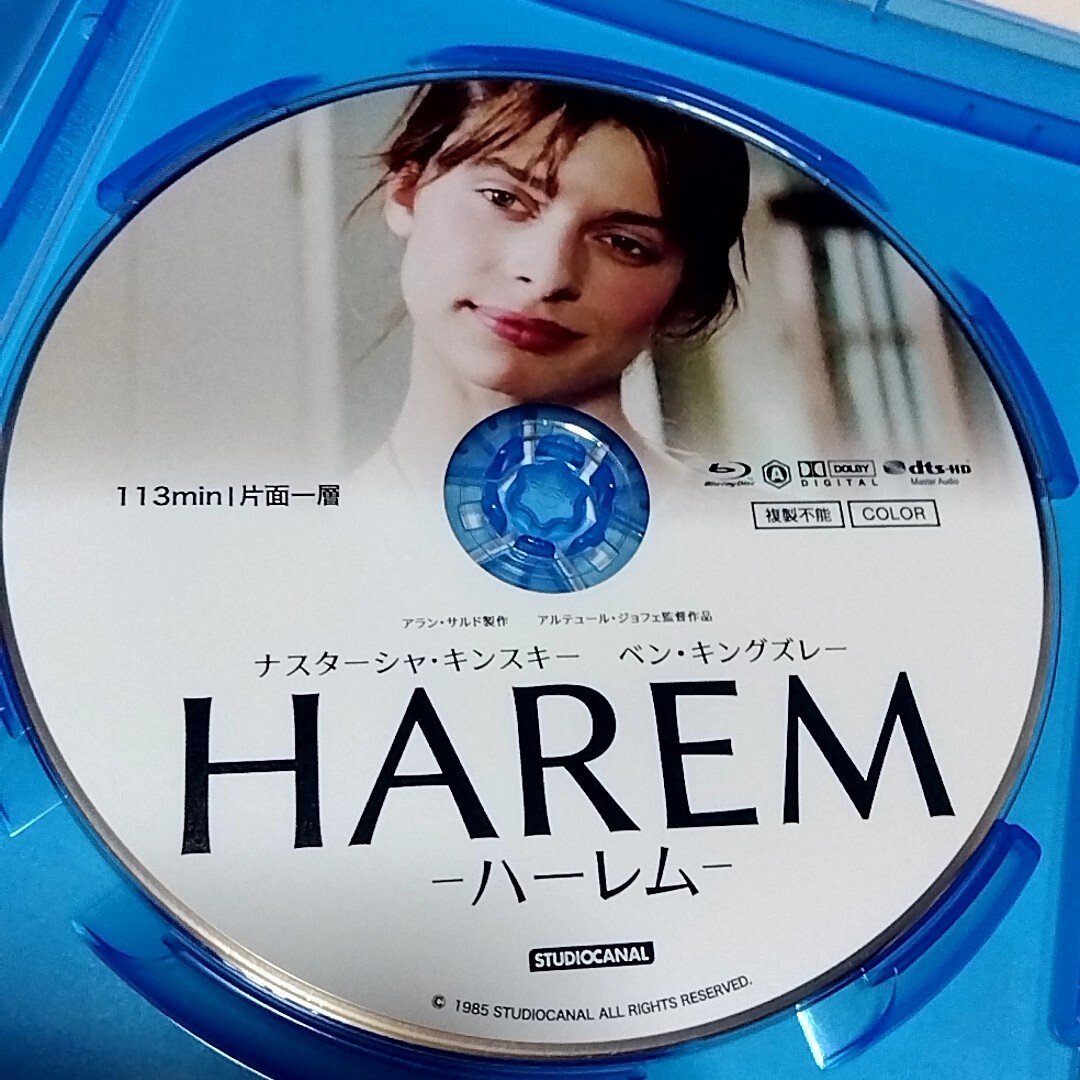 113min|片面一層
Blu-ray Disc A DOLBY DIGITAL dts-HD Master Audio
複製不能 COLOR
アラン・サルド製作 アルテュール・ジョフェ監督作品
ナスターシャ・キンスキー ベン・キングズレー
HAREM
-ハーレム-
STUDIOCANAL
© 1985 STUDIOCANAL ALL RIGHTS RESERVED.